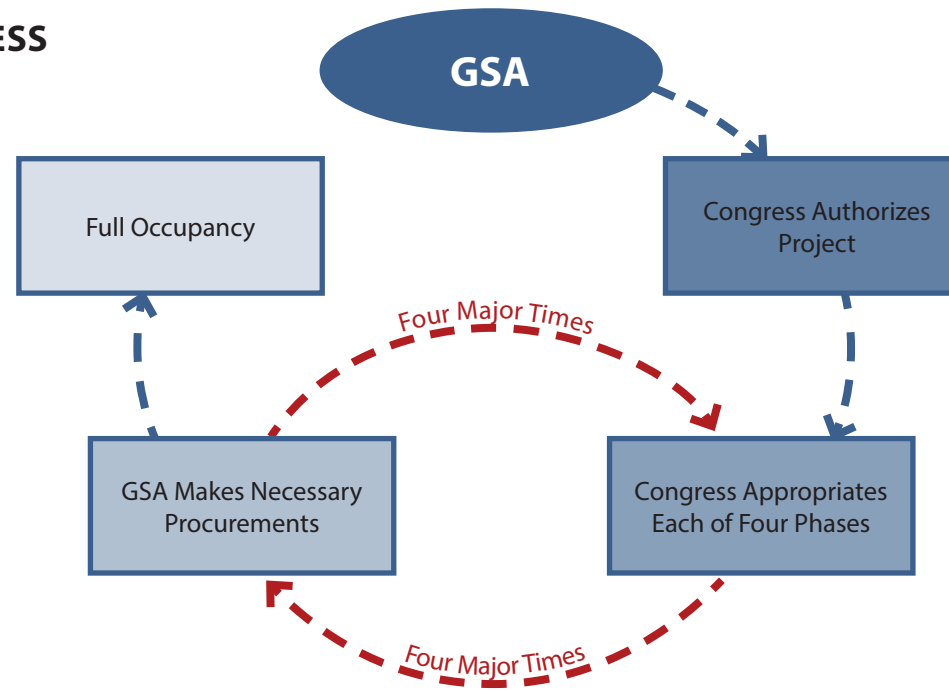 ESS
GSA
Full Occupancy
Congress Authorizes
Project
Four Major Times
GSA Makes Necessary
Procurements
Congress Appropriates
Each of Four Phases
Four Major Times